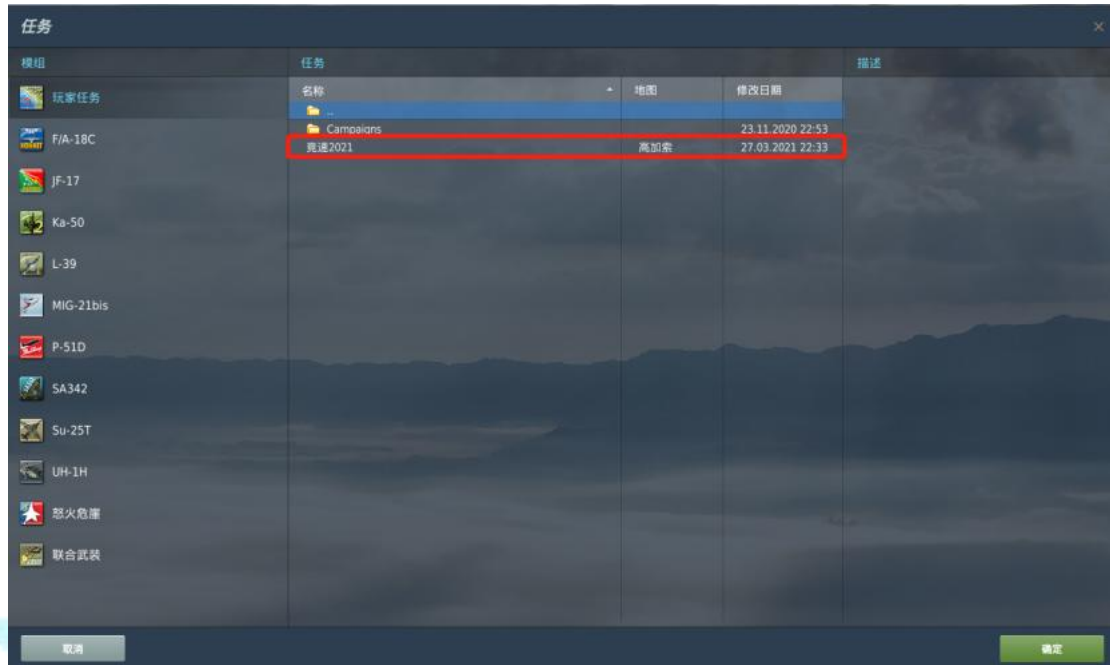 任务
×
模组
任务
描述
玩家任务
F/A-18C
JF-17
Ka-50
L-39
MIG-21bis
P-51D
SA342
Su-25T
UH-1H
怒火危崖
联合武装
名称 地图 修改日期
..
Campaigns 23.11.2020 22:53
竞速2021 高加索 27.03.2021 22:33
取消
确定